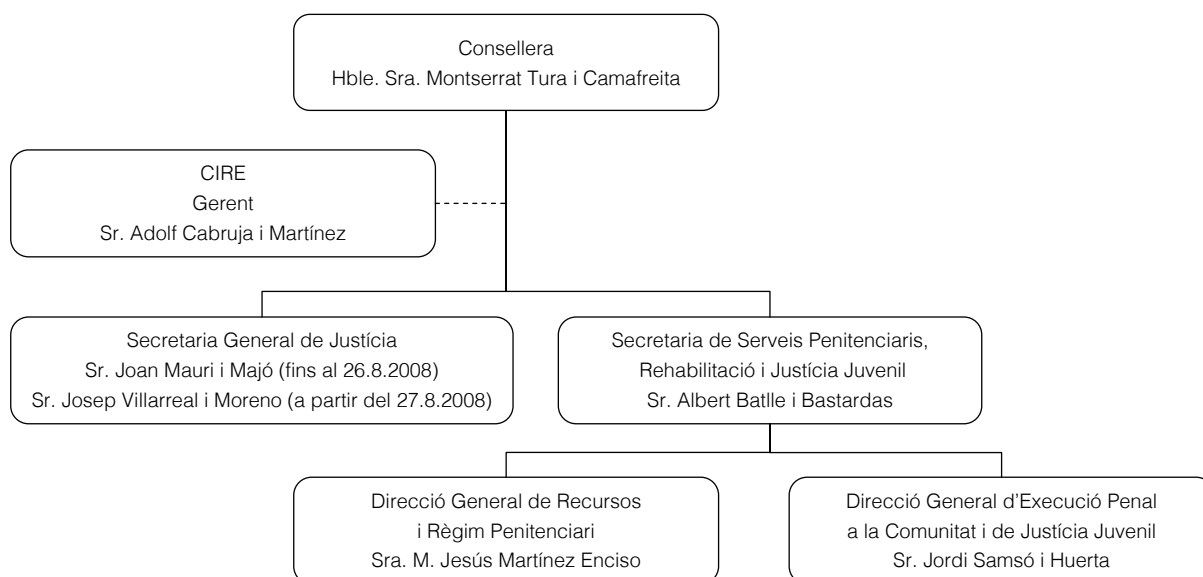 Consellera
Hble. Sra. Montserrat Tura i Camafreita
CIRE
Gerent
Sr. Adolf Cabruja i Martínez
Secretaria General de Justícia
Sr. Joan Mauri i Majó (fins al 26.8.2008)
Sr. Josep Villarreal i Moreno (a partir del 27.8.2008)
Secretaria de Serveis Penitenciaris,
Rehabilitació i Justícia Juvenil
Sr. Albert Batlle i Bastardas
Direcció General de Recursos
i Règim Penitenciari
Sra. M. Jesús Martínez Enciso
Direcció General d’Execució Penal
a la Comunitat i de Justícia Juvenil
Sr. Jordi Samsó i Huerta